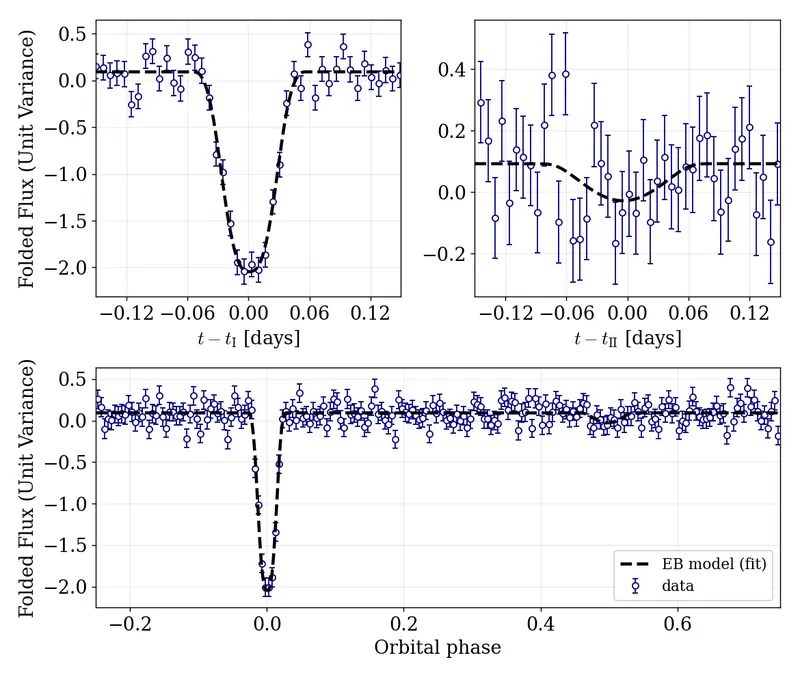 0.5
0.0
−0.5
−1.0
−1.5
−2.0
Folded Flux (Unit Variance)
−0.12 −0.06 0.00 0.06 0.12
t − t_I [days]
0.4
0.2
0.0
−0.2
−0.12 −0.06 0.00 0.06 0.12
t − t_II [days]
0.5
0.0
−0.5
−1.0
−1.5
−2.0
Folded Flux (Unit Variance)
EB model (fit)
data
−0.2 0.0 0.2 0.4 0.6
Orbital phase